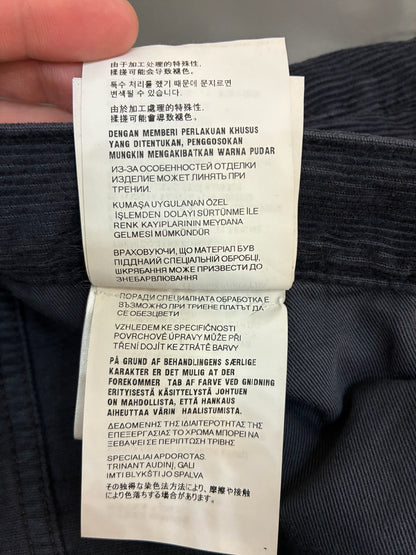 由于加工处理的特殊性.
揉搓可能会导致褪色。
특수 처리를 했기 때문에 문지르면
변색될 수 있습니다.
由於加工處理的特殊性,
揉搓可能會導致褪色。
DENGAN MEMBERI PERLAKUAN KHUSUS
YANG DITENTUKAN, PENGGOSOKAN
MUNGKIN MENGAKIBATKAN WARNA PUDAR
ИЗ-ЗА ОСОБЕННОСТЕЙ ОТДЕЛКИ
ИЗДЕЛИЕ МОЖЕТ ЛИНЯТЬ ПРИ
ТРЕНИИ.
KUMAŞA UYGULANAN ÖZEL
İŞLEMDEN DOLAYI SÜRTÜNME İLE
RENK KAYIPLARININ MEYDANA
GELMESİ MÜMKÜNDÜR
ВРАХОВУЮЧИ, ЩО МАТЕРІАЛ БУВ
ПІДДАНИЙ СПЕЦІАЛЬНІЙ ОБРОБЦІ,
ШКРЯБАННЯ МОЖЕ ПРИЗВЕСТИ ДО
ЗНЕБАРВЛЮВАННЯ
ПОРАДИ СПЕЦИАЛНАТА ОБРАБОТКА Е
ВЪЗМОЖНО ПРИ ТРИЕНЕ ПЛАТЪТ ДА
СЕ ОБЕЗЦВЕТИ
VZHLEDEM KE SPECIFIČNOSTI
POVRCHOVÉ ÚPRAVY MŮŽE PŘI
TŘENÍ DOJÍT KE ZTRÁTĚ BARVY
PÅ GRUND AF BEHANDLINGENS SÆRLIGE
KARAKTER ER DET MULIG AT DER
FOREKOMMER TAB AF FARVE VED GNIDNING
ERITYISESTÄ KÄSITTELYSTÄ JOHTUEN
ON MAHDOLLISTA, ETTÄ HANKAUS
AIHEUTTAA VÄRIN HAALISTUMISTA.
ΔΕΔΟΜΕΝΗΣ ΤΗΣ ΙΔΙΑΙΤΕΡΟΤΗΤΑΣ ΤΗΣ
ΕΠΕΞΕΡΓΑΣΙΑΣ ΤΟ ΧΡΩΜΑ ΜΠΟΡΕΙ ΝΑ
ΞΕΒΑΨΕΙ ΣΕ ΠΕΡΙΠΤΩΣΗ ΤΡΙΒΗΣ
SPECIALIAI APDOROTAS.
TRINANT AUDINĮ, GALI
IMTI BLYKŠTI JO SPALVA
その独得な染色法方法により、摩擦や接触
により色落ちする場合があります。